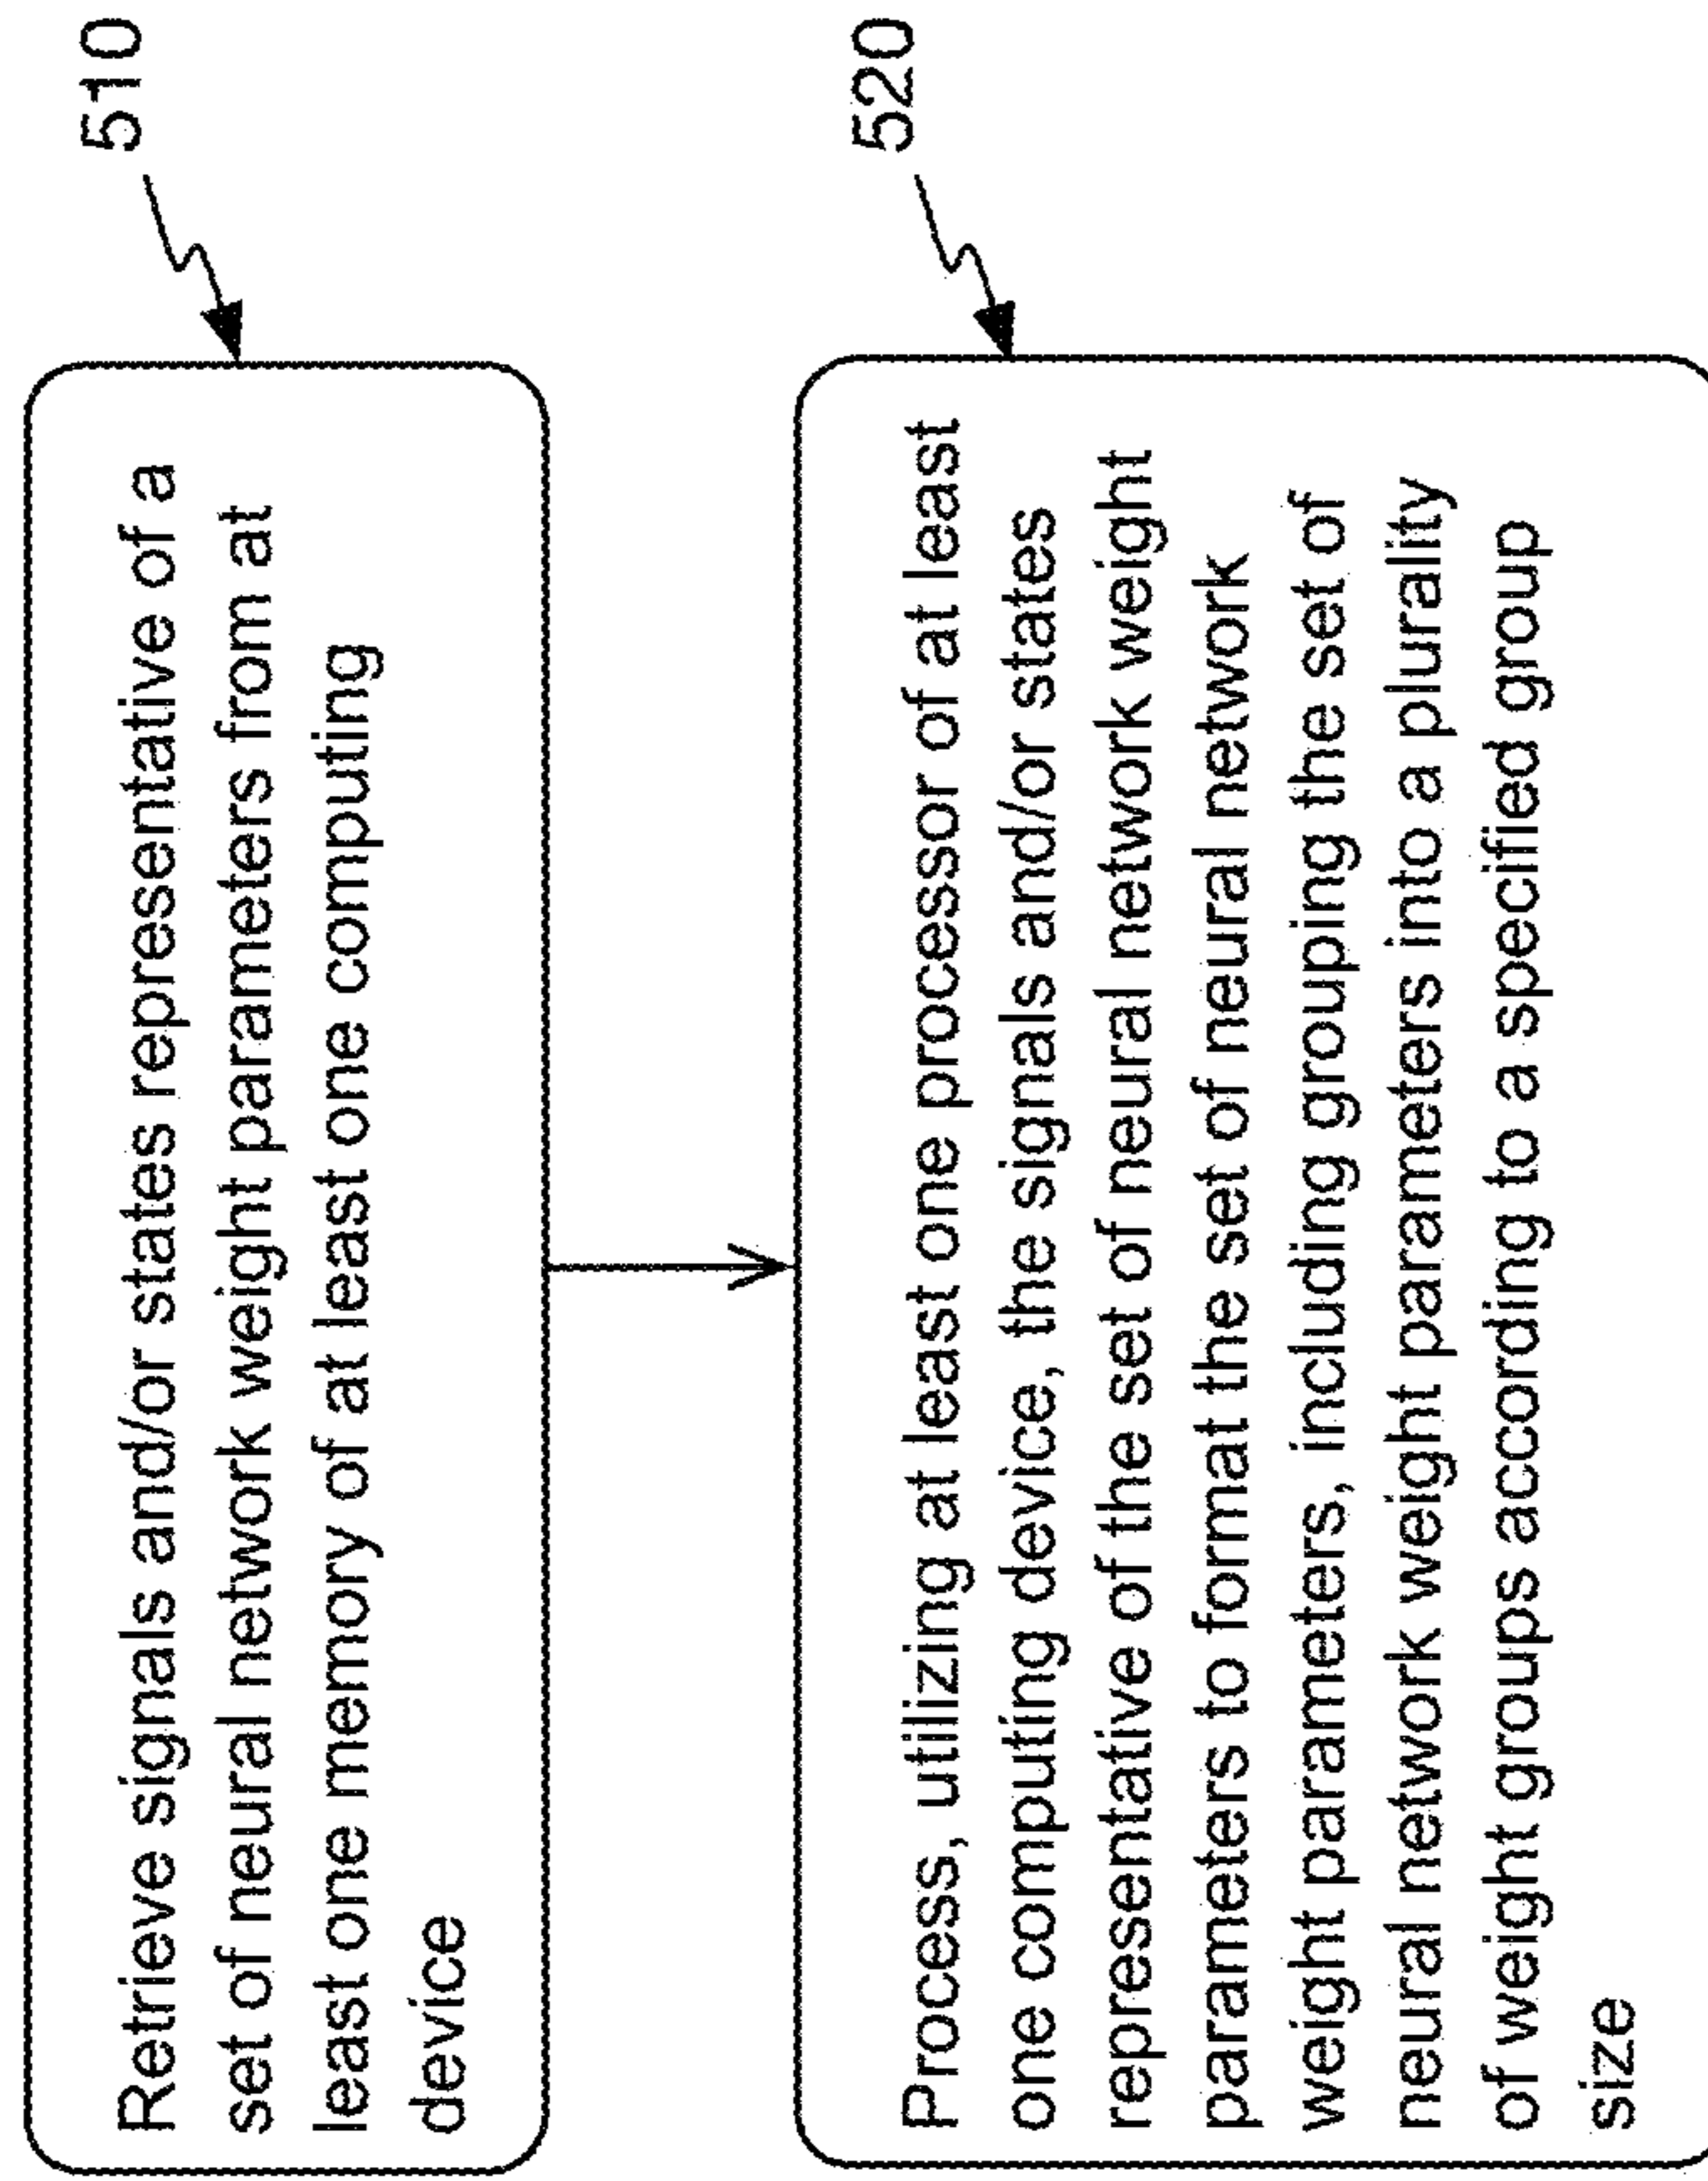 510
Retrieve signals and/or states representative of a
set of neural network weight parameters from at
least one memory of at least one computing
device
520
Process, utilizing at least one processor of at least
one computing device, the signals and/or states
representative of the set of neural network weight
parameters to format the set of neural network
weight parameters, including grouping the set of
neural network weight parameters into a plurality
of weight groups according to a specified group
size